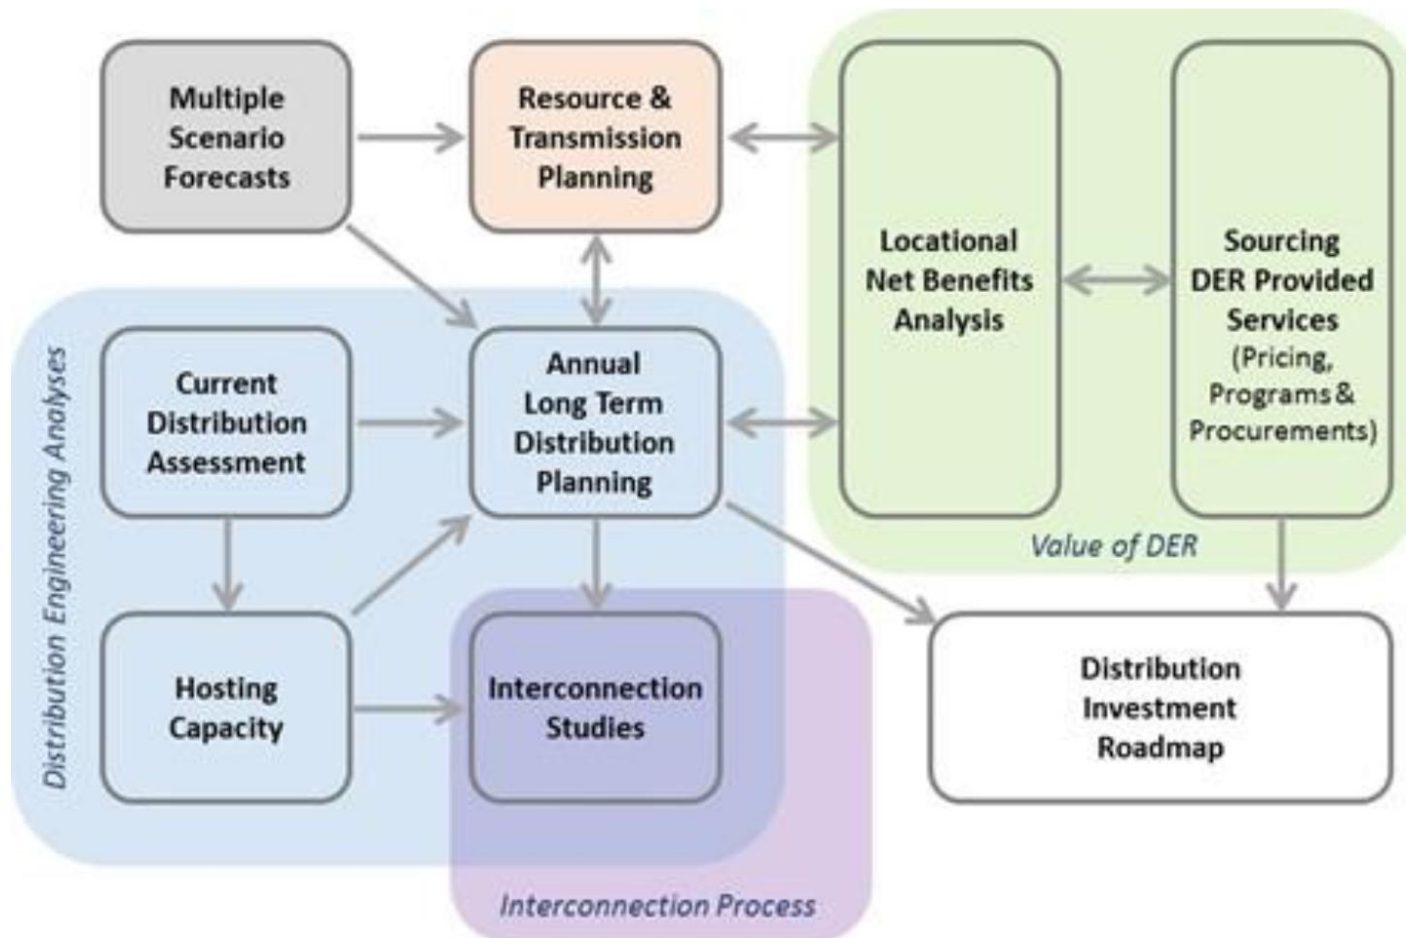 Multiple
Scenario
Forecasts
Resource &
Transmission
Planning
Locational
Net Benefits
Analysis
Sourcing
DER Provided
Services
(Pricing,
Programs &
Procurements)
Value of DER
Distribution Engineering Analyses
Current
Distribution
Assessment
Annual
Long Term
Distribution
Planning
Hosting
Capacity
Interconnection
Studies
Interconnection Process
Distribution
Investment
Roadmap